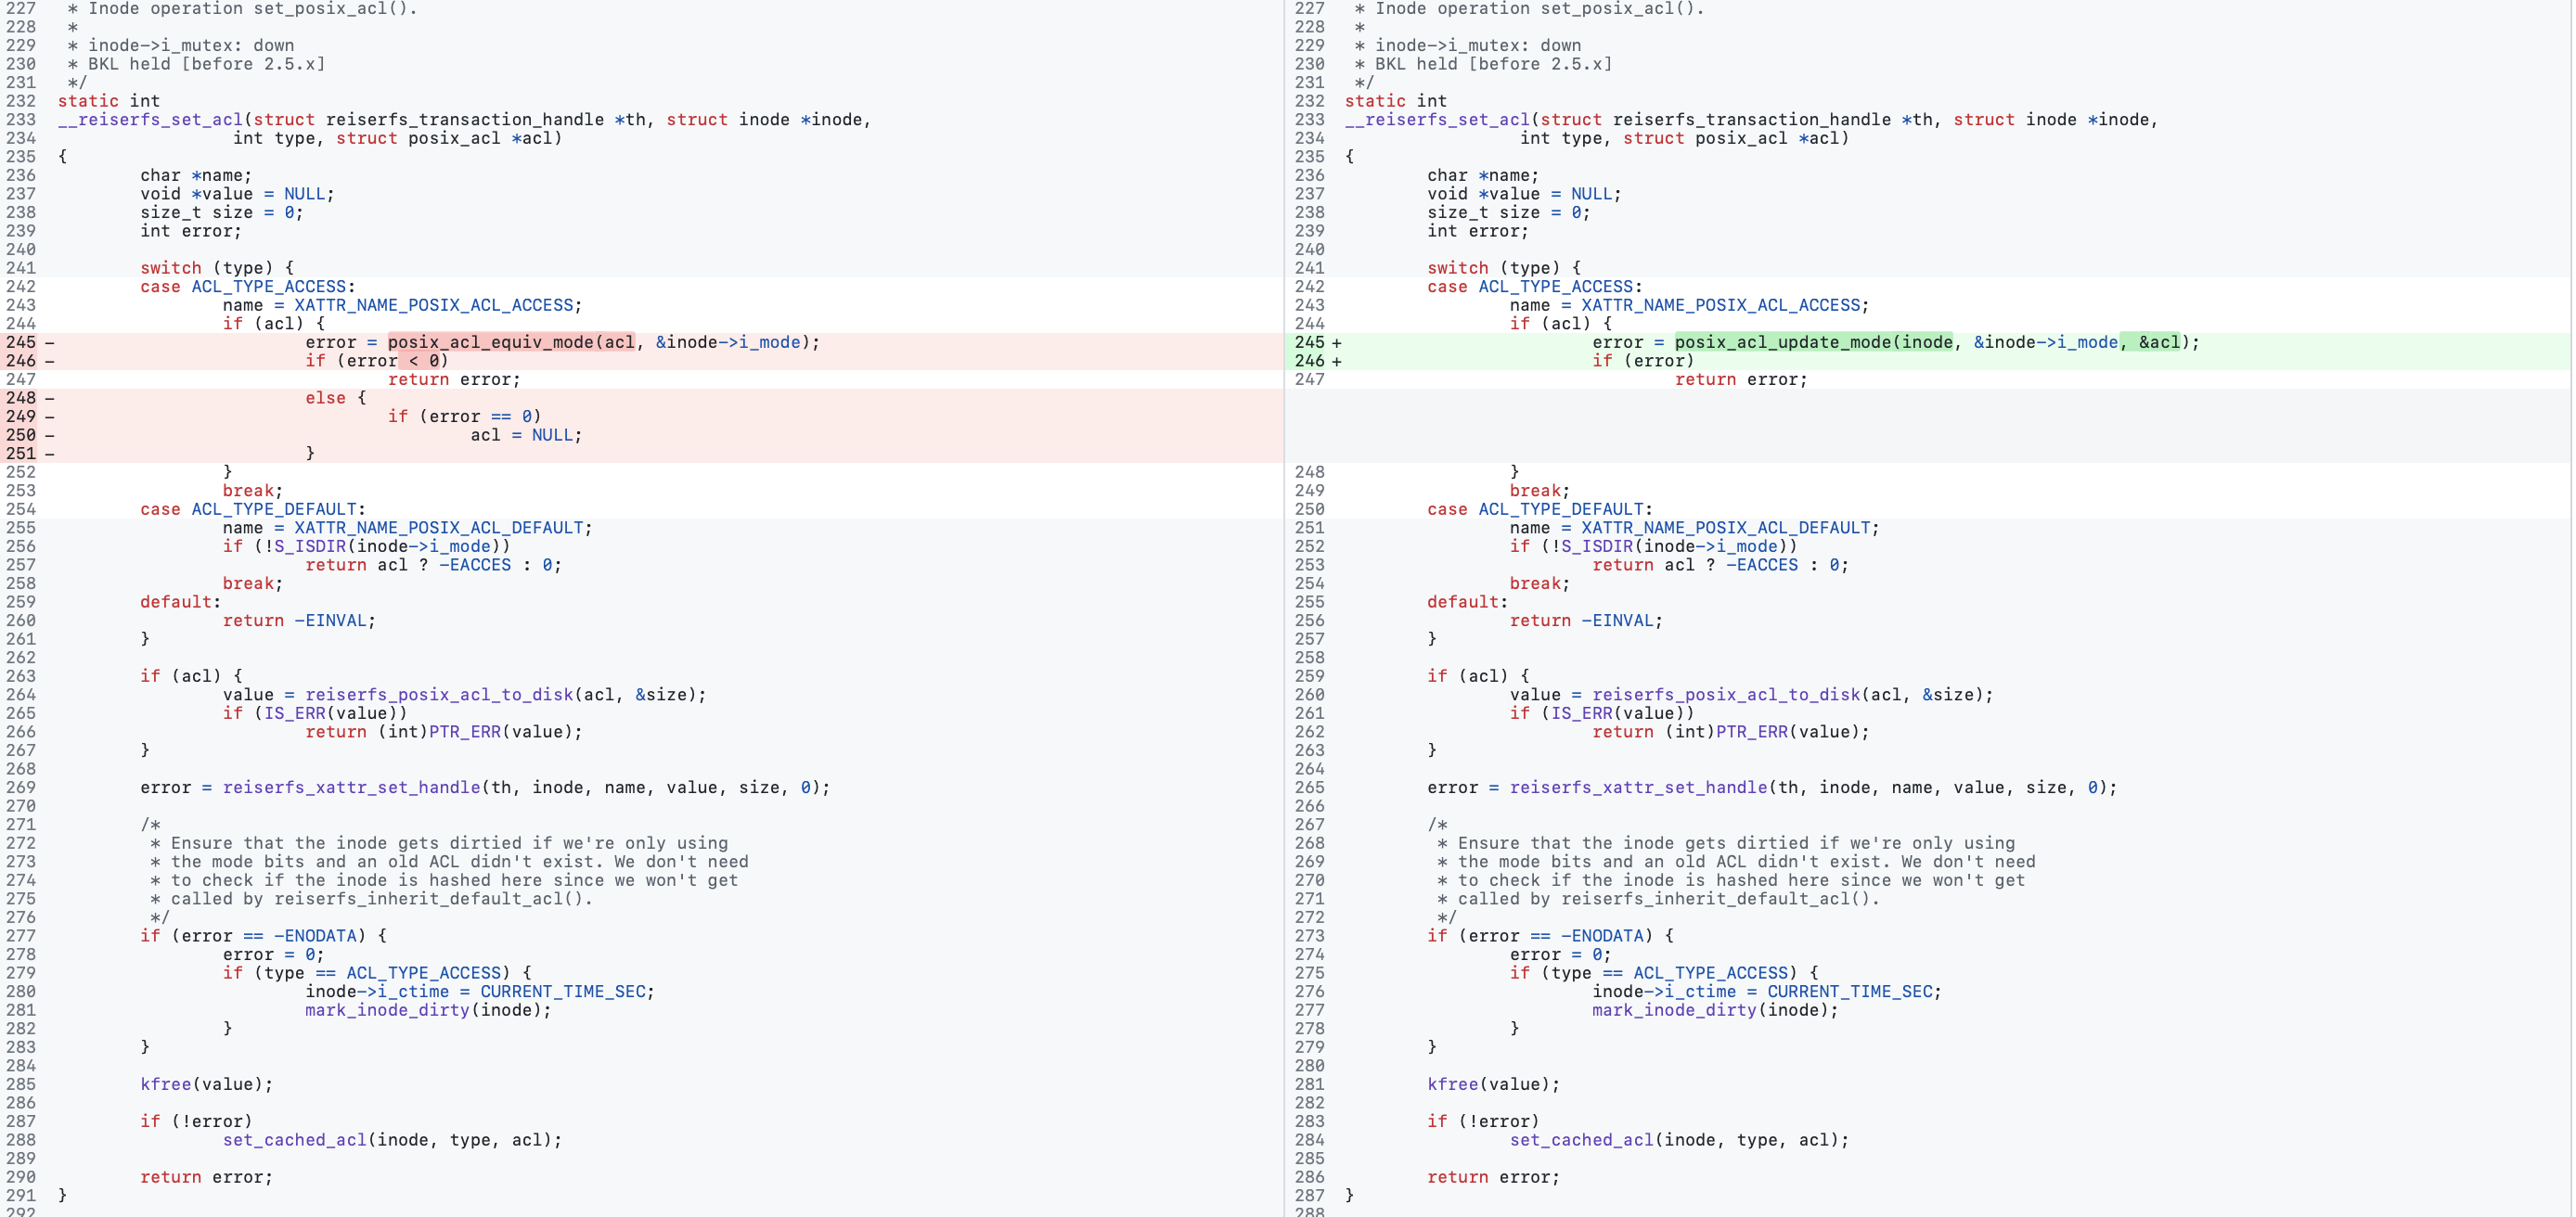 227 * Inode operation set_posix_acl().
228 *
229 * inode->i_mutex: down
230 * BKL held [before 2.5.x]
231 */
232 static int
233 __reiserfs_set_acl(struct reiserfs_transaction_handle *th, struct inode *inode,
234 int type, struct posix_acl *acl)
235 {
236 char *name;
237 void *value = NULL;
238 size_t size = 0;
239 int error;
240
241 switch (type) {
242 case ACL_TYPE_ACCESS:
243 name = XATTR_NAME_POSIX_ACL_ACCESS;
244 if (acl) {
245 - error = posix_acl_equiv_mode(acl, &inode->i_mode);
246 - if (error < 0)
247 return error;
248 - else {
249 - if (error == 0)
250 - acl = NULL;
251 - }
252 }
253 break;
254 case ACL_TYPE_DEFAULT:
255 name = XATTR_NAME_POSIX_ACL_DEFAULT;
256 if (!S_ISDIR(inode->i_mode))
257 return acl ? -EACCES : 0;
258 break;
259 default:
260 return -EINVAL;
261 }
262
263 if (acl) {
264 value = reiserfs_posix_acl_to_disk(acl, &size);
265 if (IS_ERR(value))
266 return (int)PTR_ERR(value);
267 }
268
269 error = reiserfs_xattr_set_handle(th, inode, name, value, size, 0);
270
271 /*
272 * Ensure that the inode gets dirtied if we're only using
273 * the mode bits and an old ACL didn't exist. We don't need
274 * to check if the inode is hashed here since we won't get
275 * called by reiserfs_inherit_default_acl().
276 */
277 if (error == -ENODATA) {
278 error = 0;
279 if (type == ACL_TYPE_ACCESS) {
280 inode->i_ctime = CURRENT_TIME_SEC;
281 mark_inode_dirty(inode);
282 }
283 }
284
285 kfree(value);
286
287 if (!error)
288 set_cached_acl(inode, type, acl);
289
290 return error;
291 }
292
227 * Inode operation set_posix_acl().
228 *
229 * inode->i_mutex: down
230 * BKL held [before 2.5.x]
231 */
232 static int
233 __reiserfs_set_acl(struct reiserfs_transaction_handle *th, struct inode *inode,
234 int type, struct posix_acl *acl)
235 {
236 char *name;
237 void *value = NULL;
238 size_t size = 0;
239 int error;
240
241 switch (type) {
242 case ACL_TYPE_ACCESS:
243 name = XATTR_NAME_POSIX_ACL_ACCESS;
244 if (acl) {
245 + error = posix_acl_update_mode(inode, &inode->i_mode, &acl);
246 + if (error)
247 return error;
248 }
249 break;
250 case ACL_TYPE_DEFAULT:
251 name = XATTR_NAME_POSIX_ACL_DEFAULT;
252 if (!S_ISDIR(inode->i_mode))
253 return acl ? -EACCES : 0;
254 break;
255 default:
256 return -EINVAL;
257 }
258
259 if (acl) {
260 value = reiserfs_posix_acl_to_disk(acl, &size);
261 if (IS_ERR(value))
262 return (int)PTR_ERR(value);
263 }
264
265 error = reiserfs_xattr_set_handle(th, inode, name, value, size, 0);
266
267 /*
268 * Ensure that the inode gets dirtied if we're only using
269 * the mode bits and an old ACL didn't exist. We don't need
270 * to check if the inode is hashed here since we won't get
271 * called by reiserfs_inherit_default_acl().
272 */
273 if (error == -ENODATA) {
274 error = 0;
275 if (type == ACL_TYPE_ACCESS) {
276 inode->i_ctime = CURRENT_TIME_SEC;
277 mark_inode_dirty(inode);
278 }
279 }
280
281 kfree(value);
282
283 if (!error)
284 set_cached_acl(inode, type, acl);
285
286 return error;
287 }
288